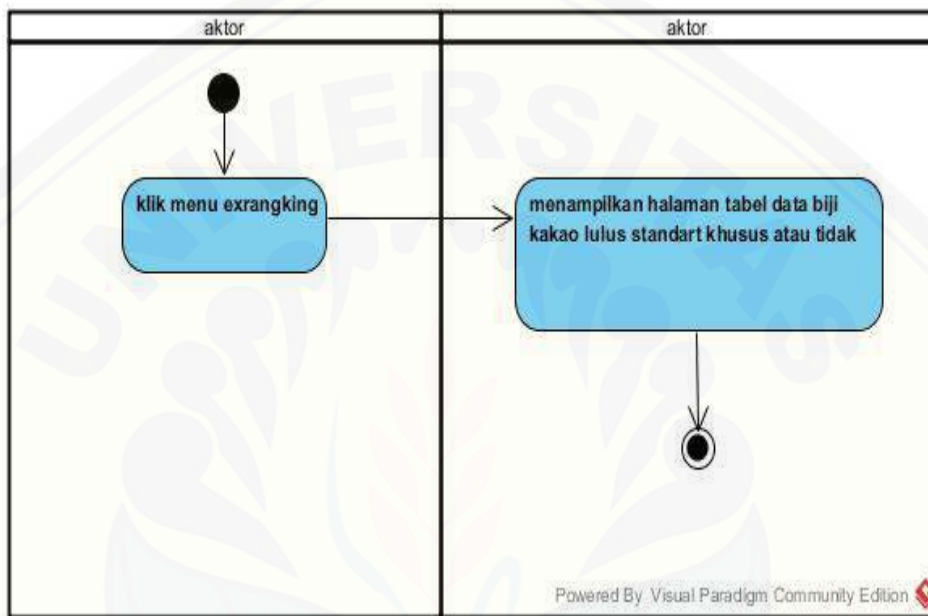 aktor
aktor
klik menu exrangking
menampilkan halaman tabel data biji
kakao lulus standart khusus atau tidak
UNIVERSITAS
Powered By Visual Paradigm Community Edition